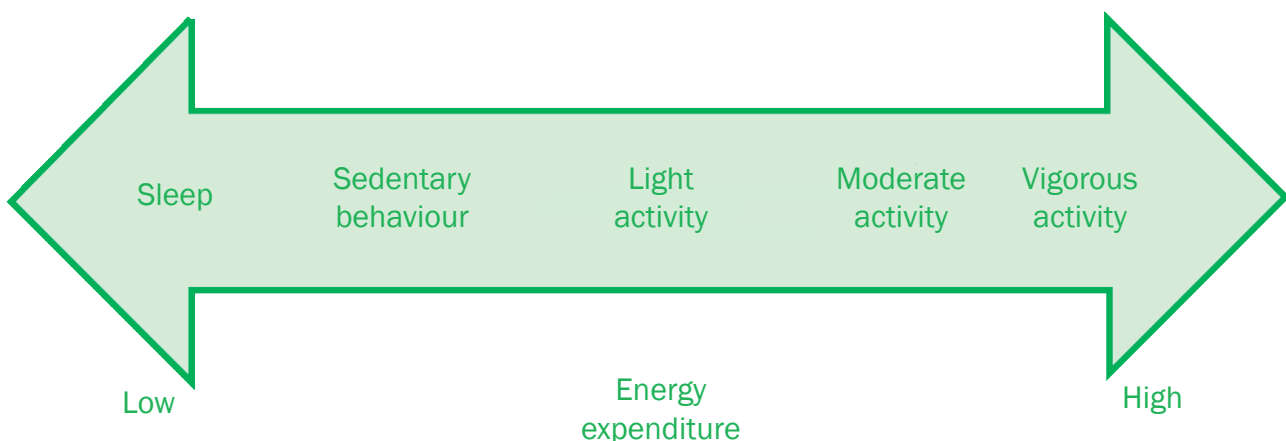 Sleep
Sedentary
behaviour
Light
activity
Moderate
activity
Vigorous
activity
Low
Energy
expenditure
High